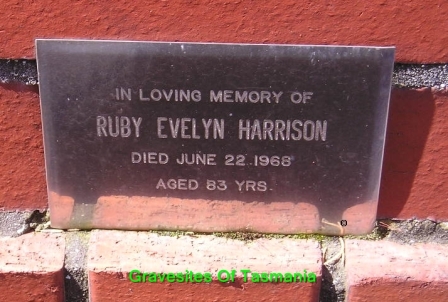 IN LOVING MEMORY OF
RUBY EVELYN HARRISON
DIED JUNE 22 1968
AGED 83 YRS.
Gravesites Of Tasmania